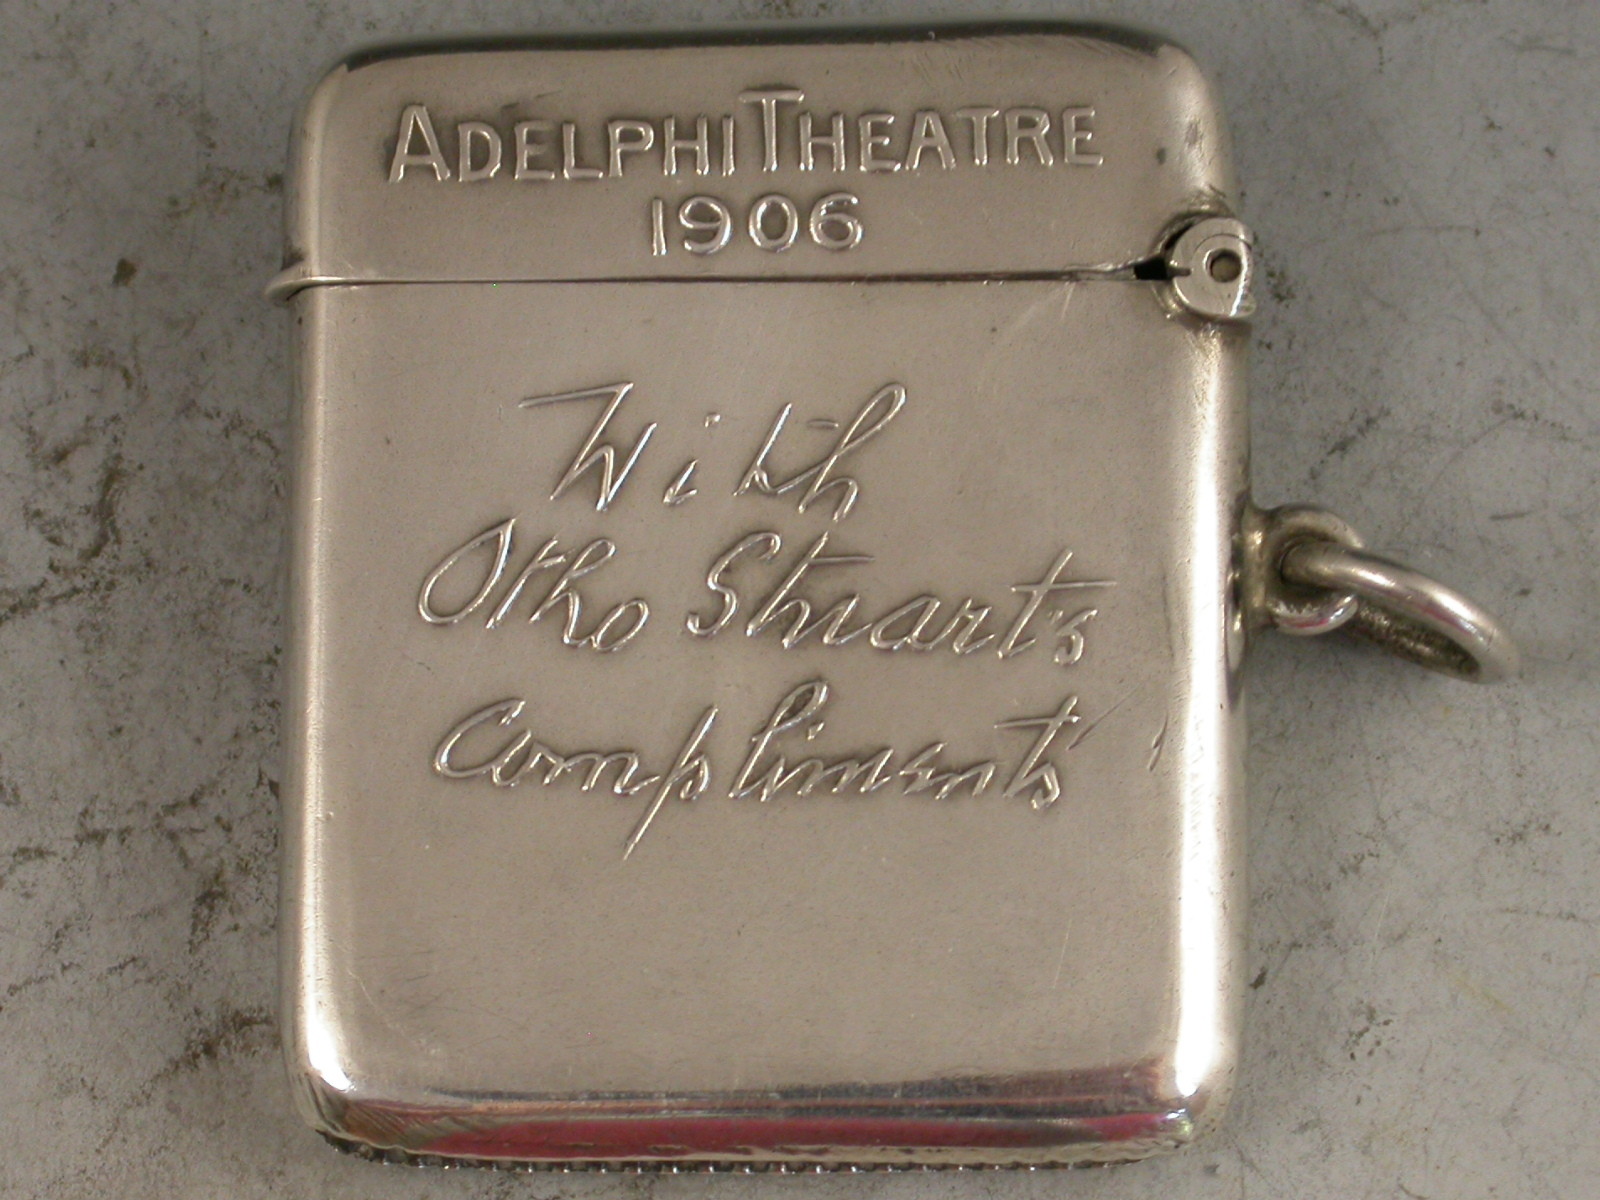 ADELPHI THEATRE
1906
With
Otho Stuart's
Compliments